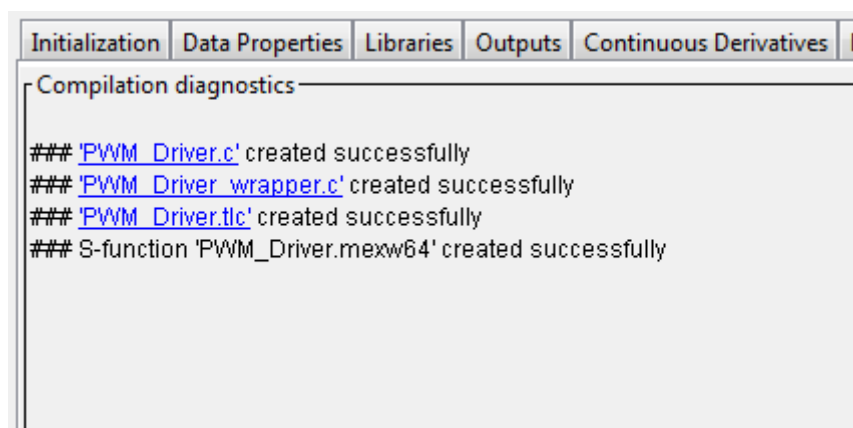 Initialization Data Properties Libraries Outputs Continuous Derivatives
Compilation diagnostics
### 'PWM_Driver.c' created successfully
### 'PWM_Driver_wrapper.c' created successfully
### 'PWM_Driver.tlc' created successfully
### S-function 'PWM_Driver.mexw64' created successfully